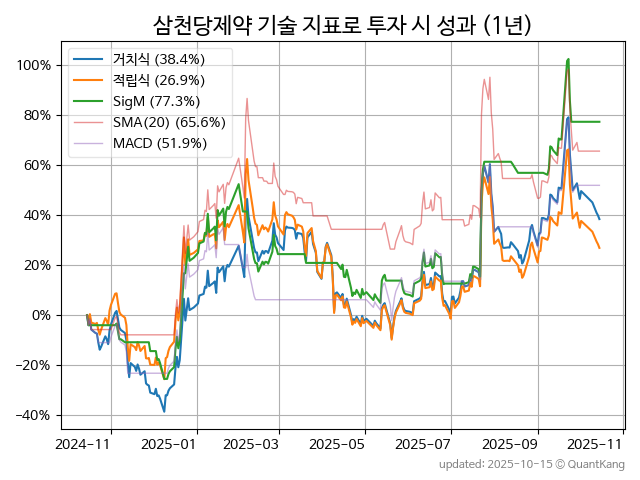 삼천당제약 기술 지표로 투자 시 성과 (1년)
거치식 (38.4%)
적립식 (26.9%)
SigM (77.3%)
SMA(20) (65.6%)
MACD (51.9%)
100%
80%
60%
40%
20%
0%
−20%
−40%
2024-11 2025-01 2025-03 2025-05 2025-07 2025-09 2025-11
updated: 2025-10-15 © QuantKang